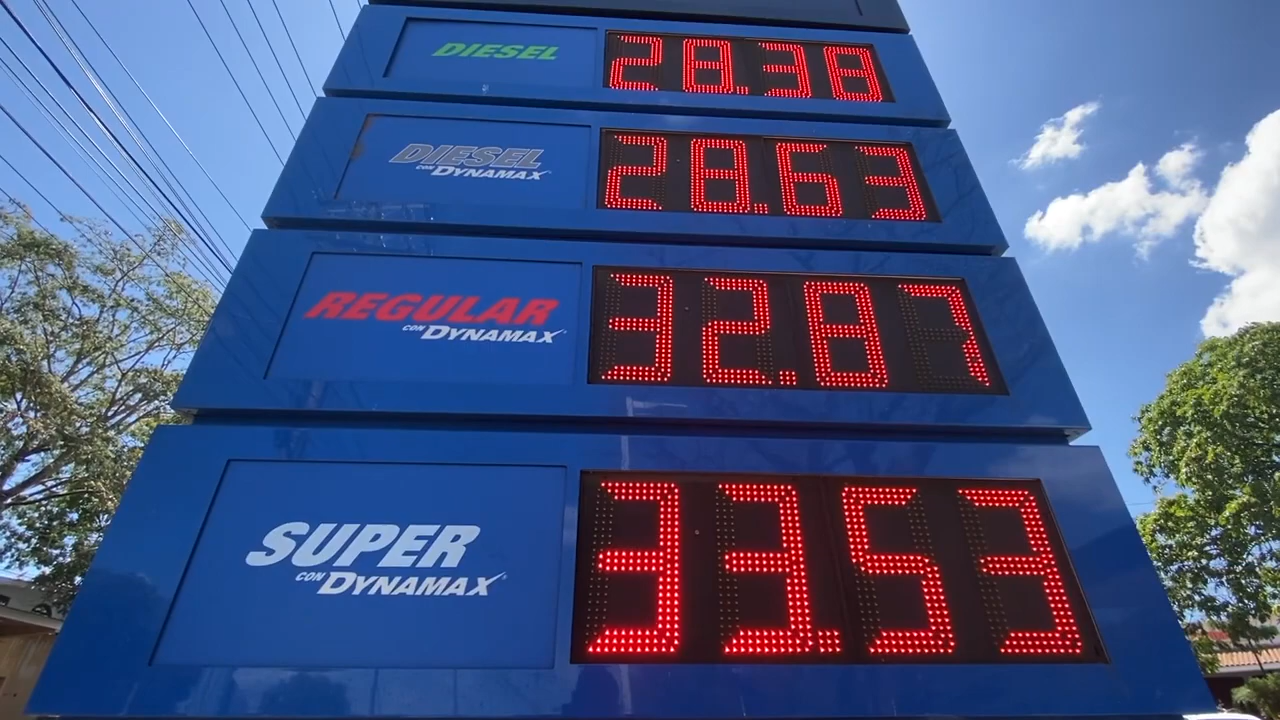 DIESEL 28.38
DIESEL 28.63
CON DYNAMAX
REGULAR 32.87
CON DYNAMAX
SUPER 33.53
CON DYNAMAX